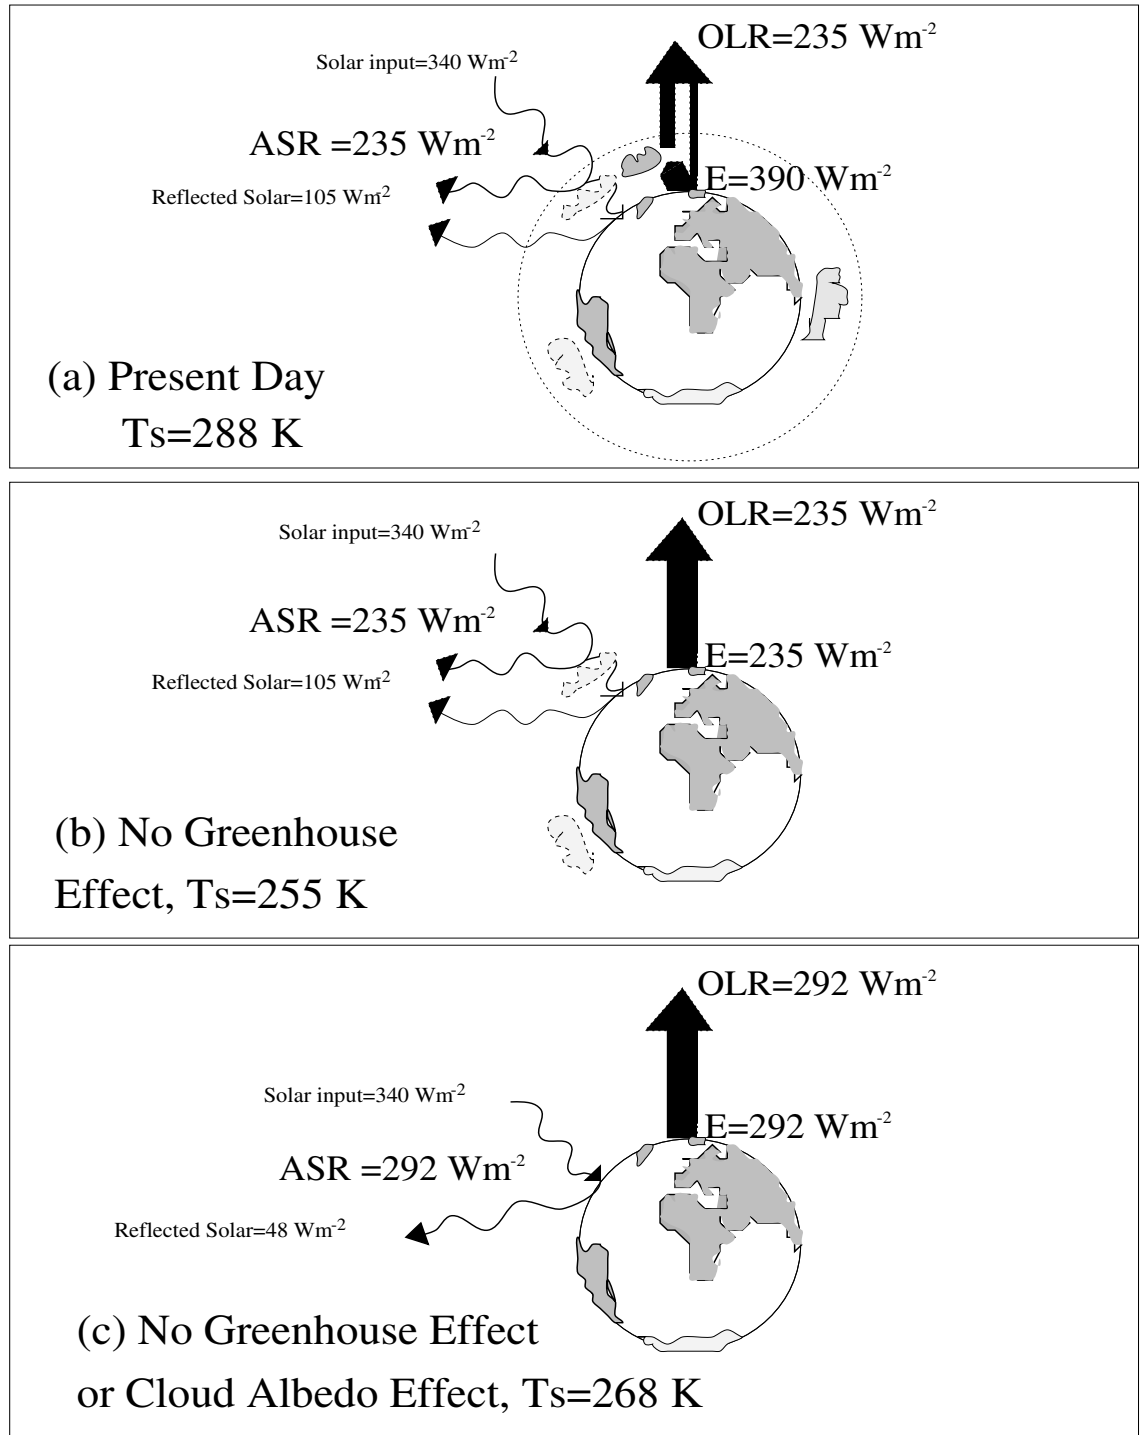 OLR=235 Wm-2
Solar input=340 Wm-2
ASR =235 Wm-2
E=390 Wm-2
Reflected Solar=105 Wm-2
(a) Present Day
Ts=288 K
OLR=235 Wm-2
Solar input=340 Wm-2
ASR =235 Wm-2
E=235 Wm-2
Reflected Solar=105 Wm-2
(b) No Greenhouse
Effect, Ts=255 K
OLR=292 Wm-2
Solar input=340 Wm-2
E=292 Wm-2
ASR =292 Wm-2
Reflected Solar=48 Wm-2
(c) No Greenhouse Effect
or Cloud Albedo Effect, Ts=268 K